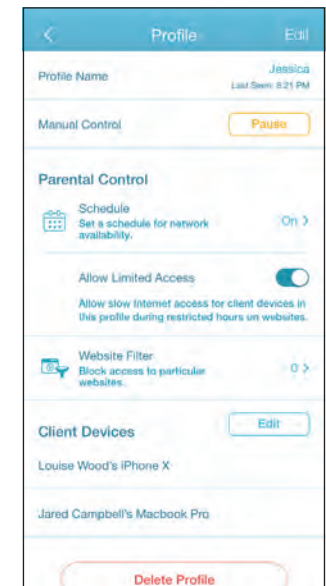 Profile
Edit
Profile Name
Jessica
Last Seen: 8:21 PM
Manual Control
Pause
Parental Control
Schedule
Set a schedule for network
availability.
On
Allow Limited Access
Allow slow Internet access for client devices in
this profile during restricted hours on websites.
Website Filter
Block access to particular
websites.
0
Client Devices
Edit
Louise Wood's iPhone X
Jared Campbell's Macbook Pro
Delete Profile